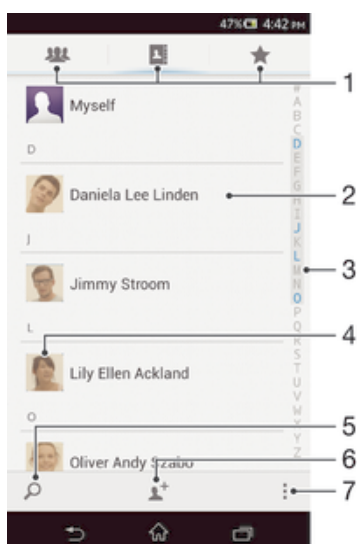 47% 4:42 PM
1
Myself
#
A
B
C
D
D
Daniela Lee Linden
2
E
F
G
H
I
J
J
K
L
3
M
N
O
Jimmy Stroom
P
Q
R
L
S
4
T
Lily Ellen Ackland
U
V
W
X
O
Y
5
Z
Oliver Andy Szabo
6
7